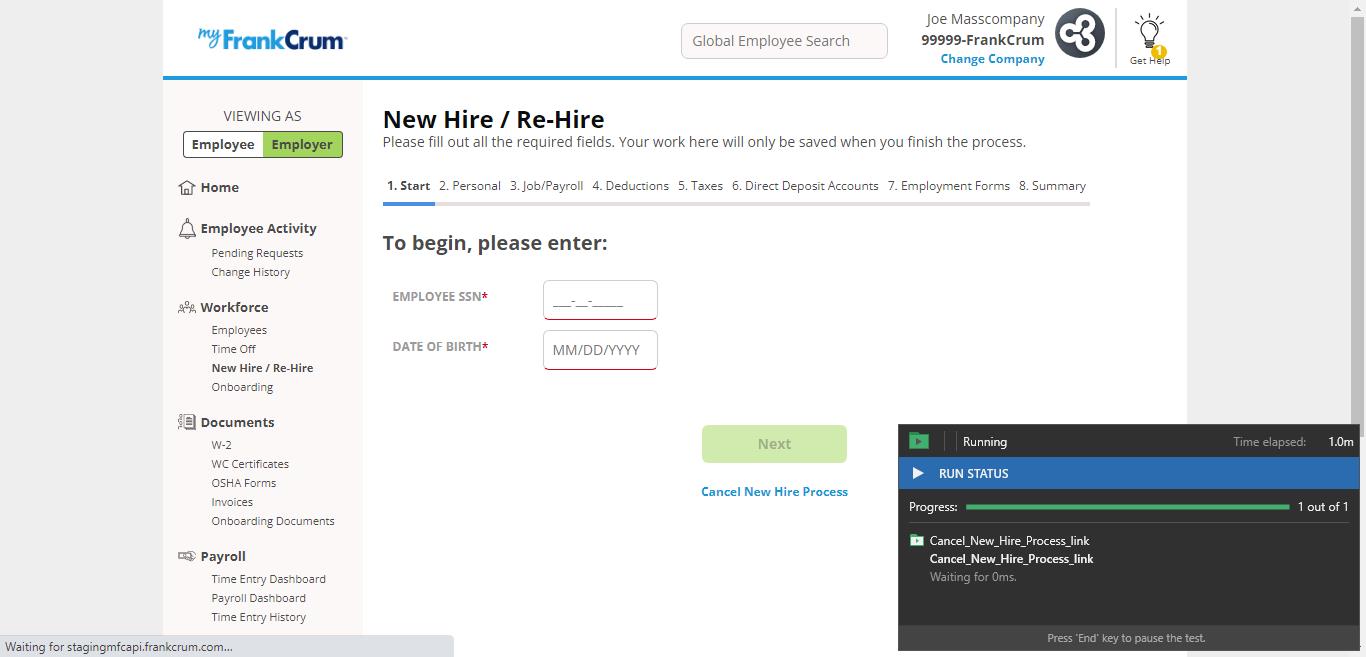 myFrankCrum
Global Employee Search
Joe Masscompany
99999-FrankCrum
Change Company
1
Get Help
VIEWING AS
Employee Employer
Home
Employee Activity
Pending Requests
Change History
Workforce
Employees
Time Off
New Hire / Re-Hire
Onboarding
Documents
W-2
WC Certificates
OSHA Forms
Invoices
Onboarding Documents
Payroll
Time Entry Dashboard
Payroll Dashboard
Time Entry History
New Hire / Re-Hire
Please fill out all the required fields. Your work here will only be saved when you finish the process.
1. Start 2. Personal 3. Job/Payroll 4. Deductions 5. Taxes 6. Direct Deposit Accounts 7. Employment Forms 8. Summary
To begin, please enter:
EMPLOYEE SSN* ___-__-____
DATE OF BIRTH* MM/DD/YYYY
Next
Cancel New Hire Process
Running Time elapsed: 1.0m
RUN STATUS
Progress: 1 out of 1
Cancel_New_Hire_Process_link
Cancel_New_Hire_Process_link
Waiting for 0ms.
Press 'End' key to pause the test.
Waiting for stagingmfcapi.frankcrum.com...